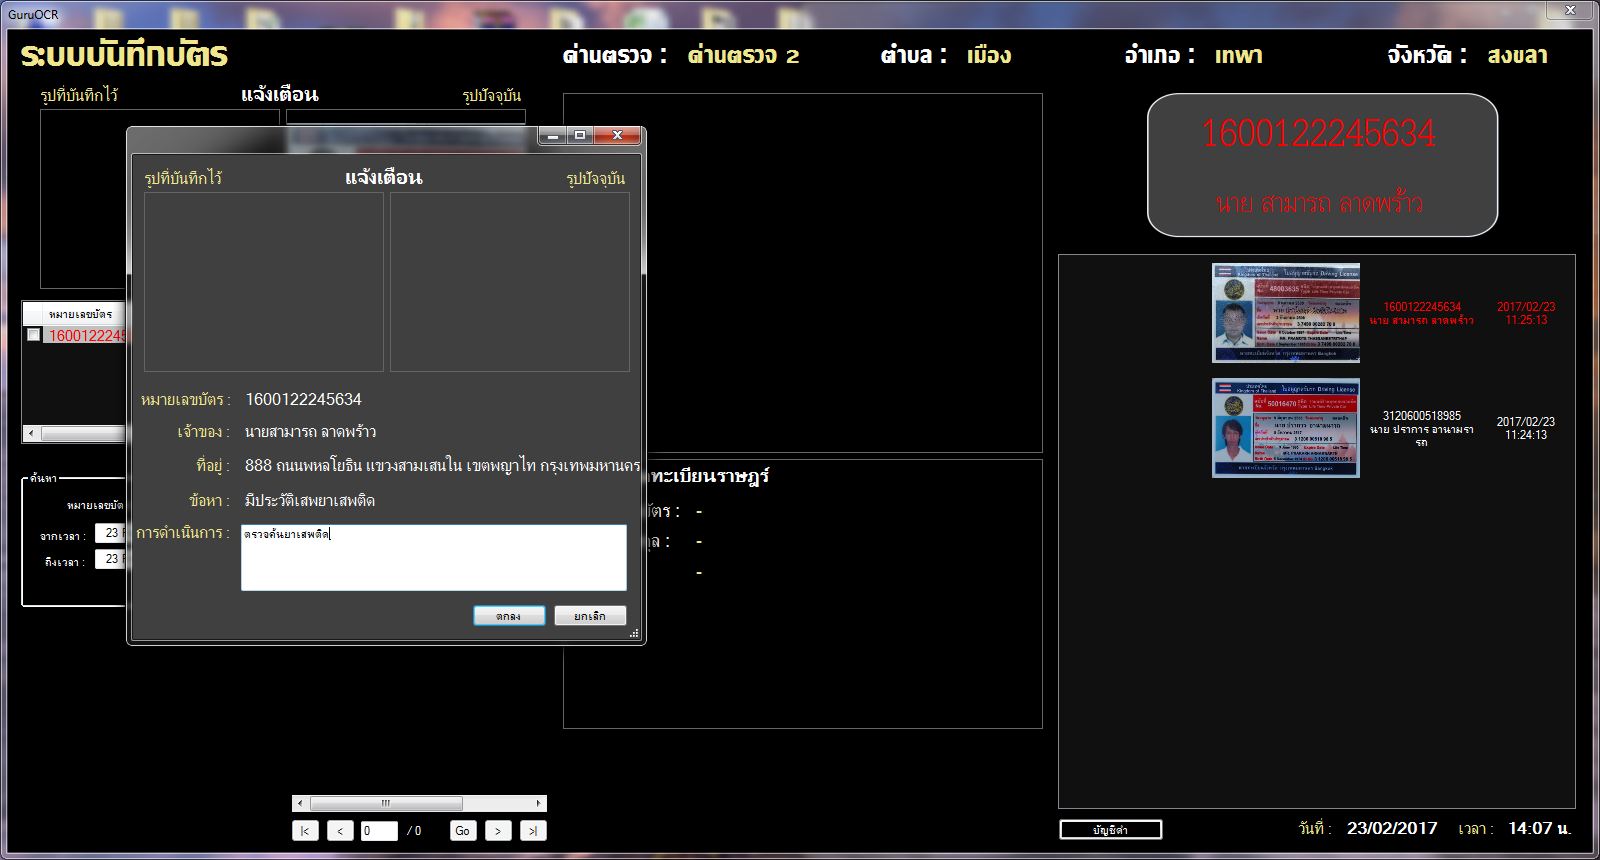 GuruOCR
ระบบบันทึกบัตร
ด่านตรวจ : ด่านตรวจ 2 ตำบล : เมือง อำเภอ : เทพา จังหวัด : สงขลา
รูปที่บันทึกไว้ แจ้งเตือน รูปปัจจุบัน
1600122245634
นาย สามารถ ลาดพร้าว
รูปที่บันทึกไว้ แจ้งเตือน รูปปัจจุบัน
หมายเลขบัตร
1600122245
หมายเลขบัตร : 1600122245634
เจ้าของ : นายสามารถ ลาดพร้าว
ที่อยู่ : 888 ถนนพหลโยธิน แขวงสามเสนใน เขตพญาไท กรุงเทพมหานคร
ข้อหา : มีประวัติเสพยาเสพติด
การดำเนินการ : ตรวจค้นยาเสพติด
ตกลง ยกเลิก
ค้นหา
หมายเลขบัต
จากเวลา : 23 F
ถึงเวลา : 23 F
ทะเบียนราษฎร์
บัตร : -
กุล : -
-
Kingdom of Thailand Driving License
48003635
1600122245634
นาย สามารถ ลาดพร้าว
2017/02/23
11:25:13
Kingdom of Thailand Driving License
50016470
3120600518985
นาย ปราการ อานามรา
รถ
2017/02/23
11:24:13
|< < 0 / 0 Go > >|
บัญชีดำ
วันที่ : 23/02/2017 เวลา : 14:07 น.